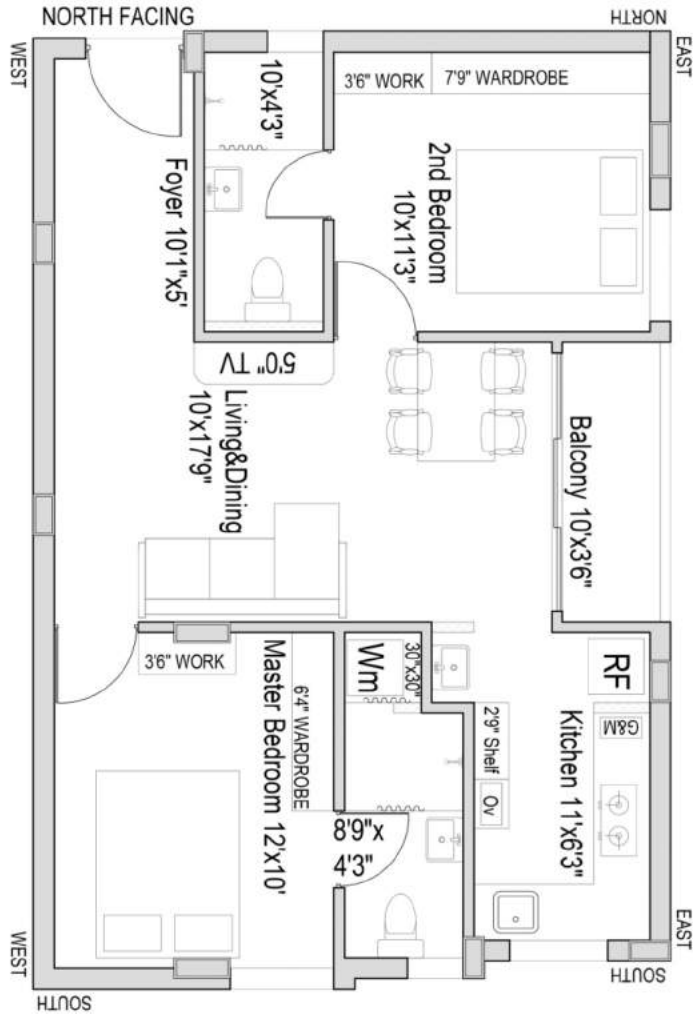 NORTH FACING
NORTH
WEST
EAST
10'x4'3"
3'6" WORK
7'9" WARDROBE
2nd Bedroom
10'x11'3"
Foyer 10'1"x5'
5'0" TV
Living&Dining
10'x17'9"
Balcony 10'x3'6"
3'6" WORK
Master Bedroom 12'x10'
6'4" WARDROBE
Wm
30"x30"
RF
G&M
2'9" Shelf
Ov
Kitchen 11'x6'3"
8'9"x
4'3"
WEST
EAST
SOUTH
SOUTH